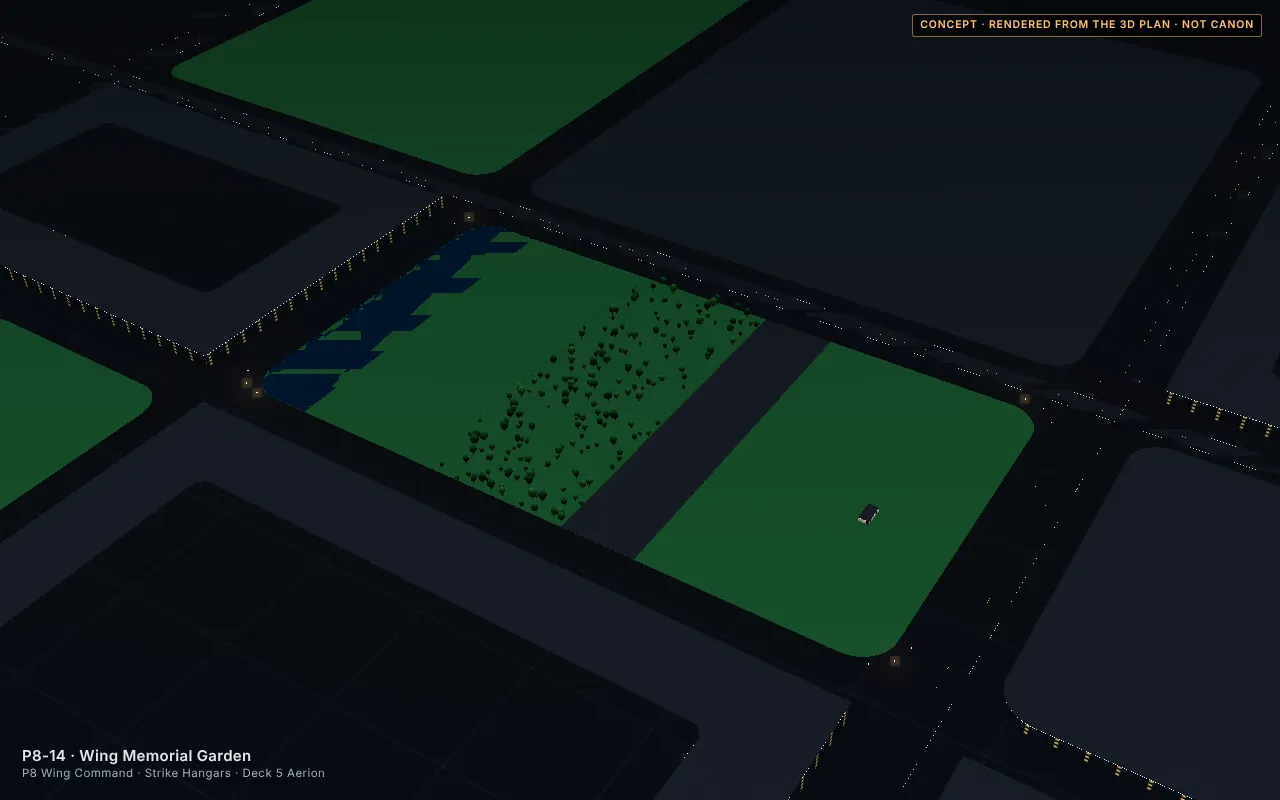 CONCEPT · RENDERED FROM THE 3D PLAN · NOT CANON
P8-14 · Wing Memorial Garden
P8 Wing Command · Strike Hangars · Deck 5 Aerion